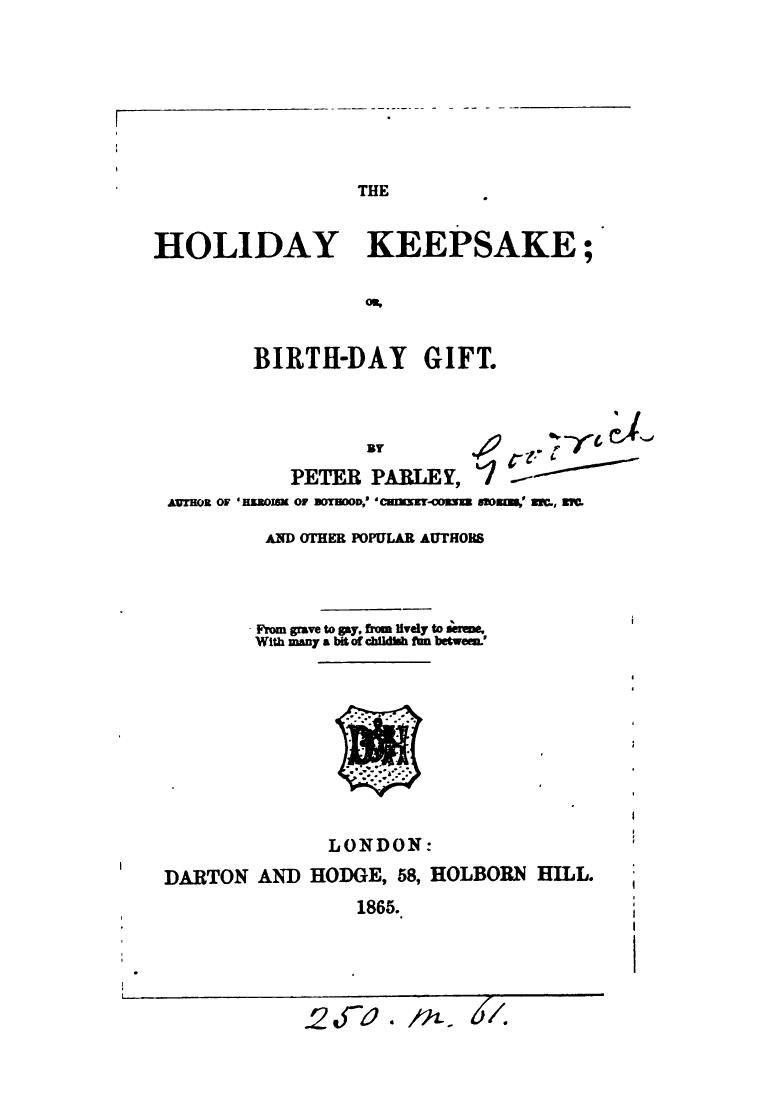 THE
HOLIDAY KEEPSAKE;
OR,
BIRTH-DAY GIFT.
BY
PETER PARLEY, Goodrich
AUTHOR OF 'HEROISM OF BOYHOOD,' 'CHIMNEY-CORNER STORIES,' ETC., ETC.
AND OTHER POPULAR AUTHORS
From grave to gay, from lively to serene,
With many a bit of childish fun between.'
D&H
LONDON:
DARTON AND HODGE, 58, HOLBORN HILL.
1865.
250. m. 61.